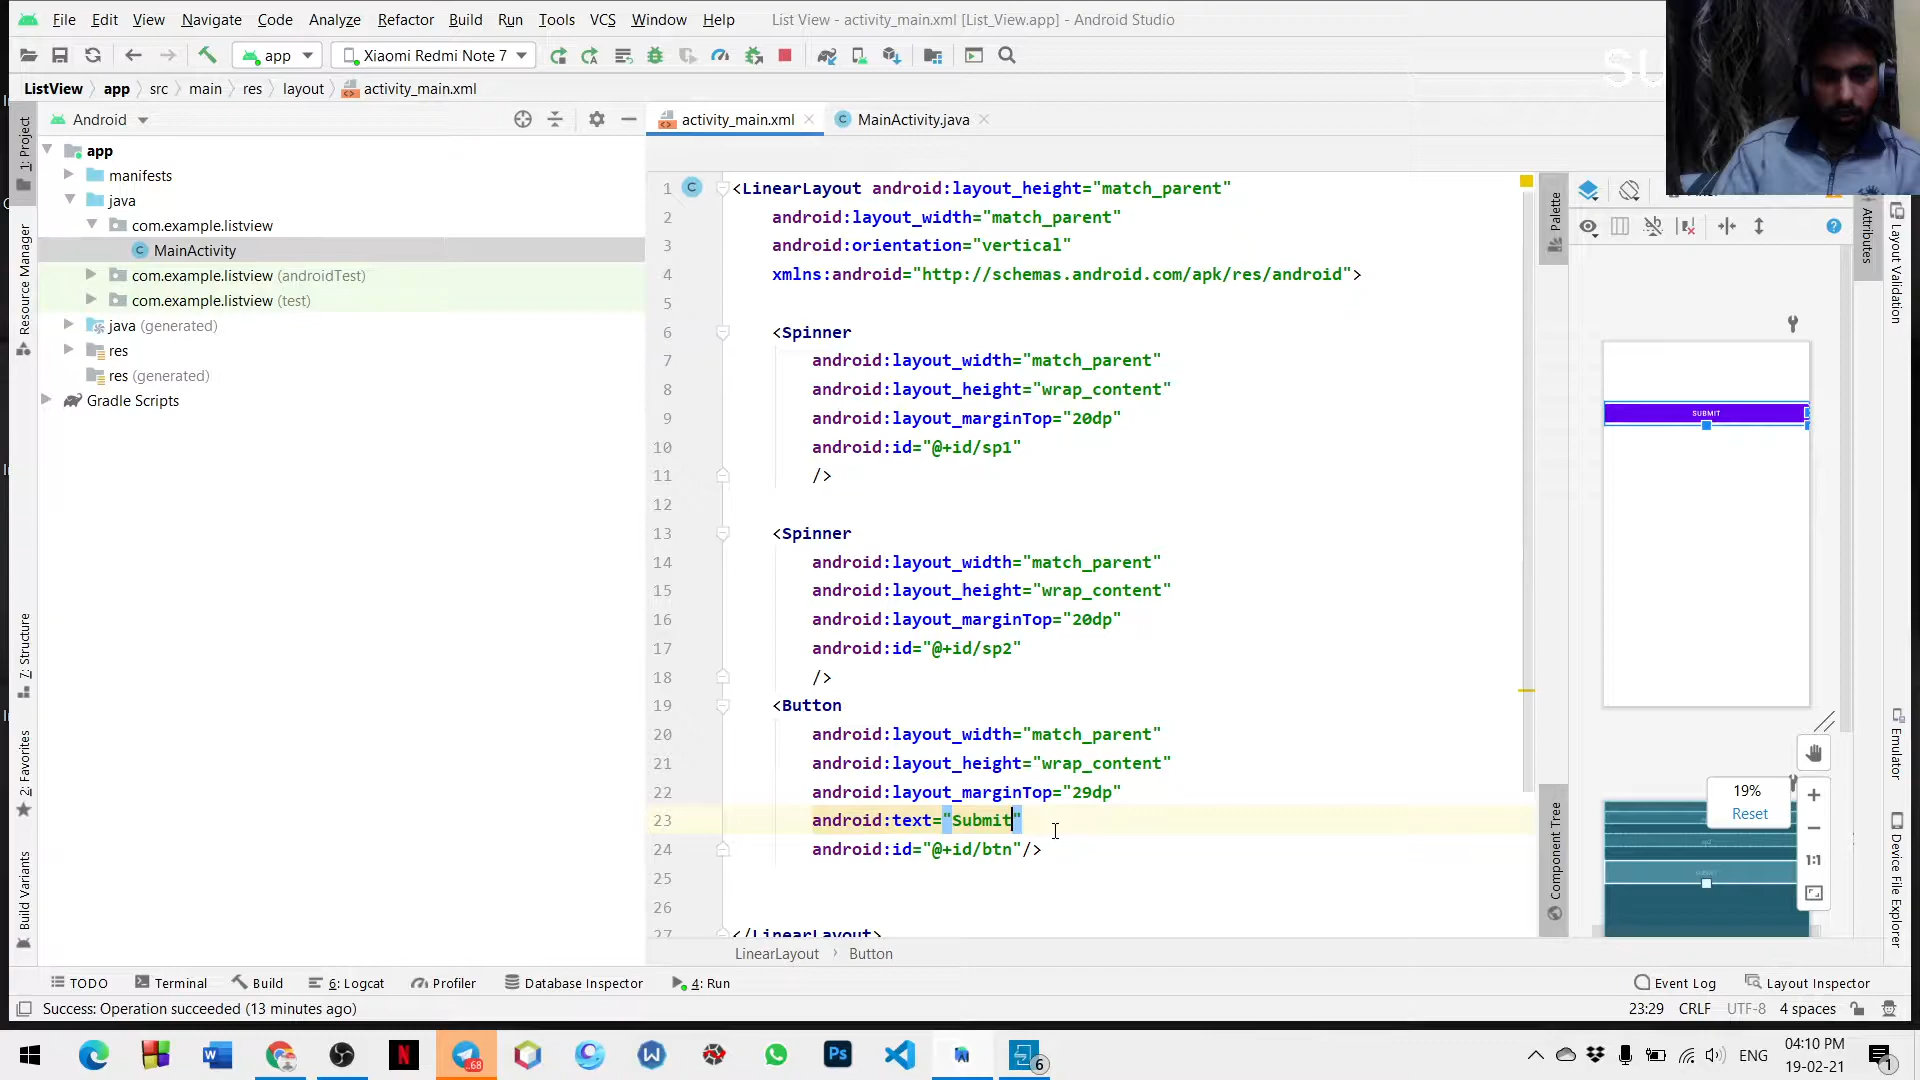 File Edit View Navigate Code Analyze Refactor Build Run Tools VCS Window Help List View - activity_main.xml [List_View.app] - Android Studio
app Xiaomi Redmi Note 7
SU
ListView app src main res layout activity_main.xml
Android
activity_main.xml
MainActivity.java
1: Project
Resource Manager
7: Structure
2: Favorites
Build Variants
app
manifests
java
com.example.listview
MainActivity
com.example.listview (androidTest)
com.example.listview (test)
java (generated)
res
res (generated)
Gradle Scripts
1 <LinearLayout android:layout_height="match_parent"
2 android:layout_width="match_parent"
3 android:orientation="vertical"
4 xmlns:android="http://schemas.android.com/apk/res/android">
5
6 <Spinner
7 android:layout_width="match_parent"
8 android:layout_height="wrap_content"
9 android:layout_marginTop="20dp"
10 android:id="@+id/sp1"
11 />
12
13 <Spinner
14 android:layout_width="match_parent"
15 android:layout_height="wrap_content"
16 android:layout_marginTop="20dp"
17 android:id="@+id/sp2"
18 />
19 <Button
20 android:layout_width="match_parent"
21 android:layout_height="wrap_content"
22 android:layout_marginTop="29dp"
23 android:text="Submit"
24 android:id="@+id/btn"/>
25
26
27 </LinearLayout>
LinearLayout Button
Palette
Component Tree
Attributes
SUBMIT
19%
Reset
1:1
Layout Validation
Emulator
Device File Explorer
TODO Terminal Build 6: Logcat Profiler Database Inspector 4: Run Event Log Layout Inspector
Success: Operation succeeded (13 minutes ago) 23:29 CRLF UTF-8 4 spaces
68
6
ENG
04:10 PM
19-02-21
1